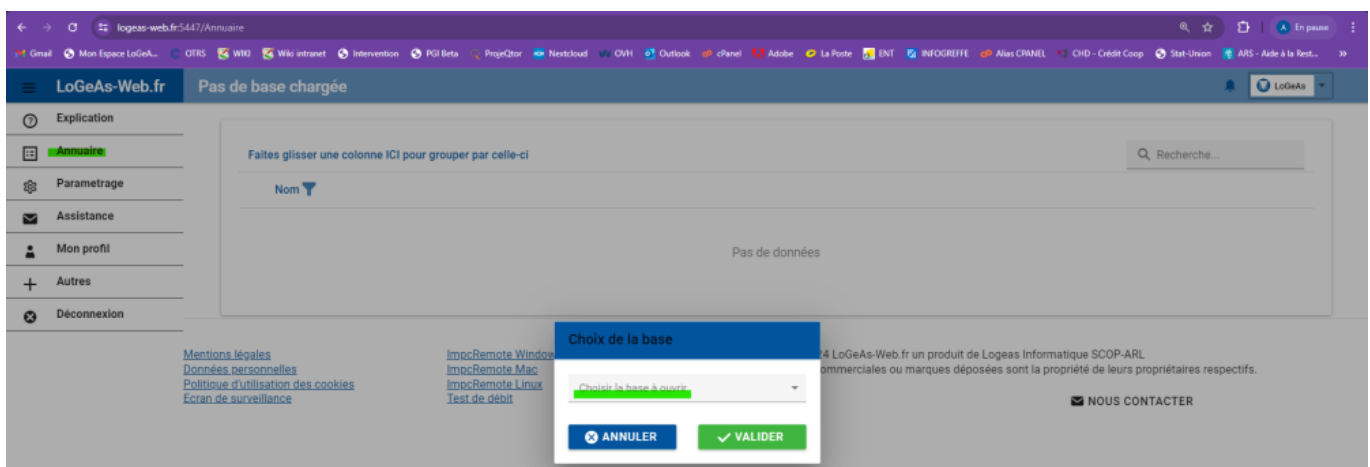 logeas-web.fr:5447/Annuaire
En pause
Gmail Mon Espace LoGeA... OTRS WIKI Wiki intranet Intervention PGI Beta ProjeQtor Nextcloud OVH Outlook cPanel Adobe La Poste ENT INFOGREFFE Alias CPANEL CHD - Crédit Coop Stat-Union ARS - Aide à la Rest... »
LoGeAs-Web.fr Pas de base chargée LoGeAs
Explication
Annuaire
Faites glisser une colonne ICI pour grouper par celle-ci Recherche...
Parametrage
Nom
Assistance
Mon profil
Pas de données
Autres
Déconnexion
Choix de la base
Mentions légales ImpcRemote Window 24 LoGeAs-Web.fr un produit de Logeas Informatique SCOP-ARL
Données personnelles ImpcRemote Mac ommerciales ou marques déposées sont la propriété de leurs propriétaires respectifs.
Politique d'utilisation des cookies ImpcRemote Linux Choisir la base à ouvrir
Ecran de surveillance Test de débit NOUS CONTACTER
ANNULER VALIDER